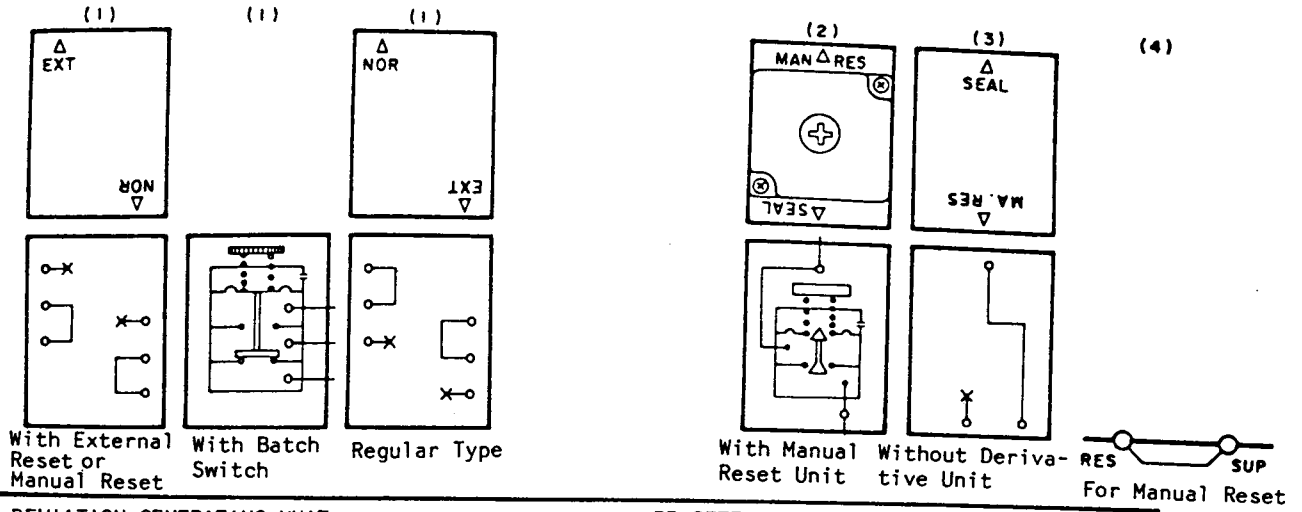 (1)
(1)
(1)
(2)
(3)
(4)
EXT
NOR
NOR
EXT
MAN RES
SEAL
SEAL
MA. RES
With External
Reset or
Manual Reset
With Batch
Switch
Regular Type
With Manual
Reset Unit
Without Deriva-
tive Unit
RES
SUP
For Manual Reset